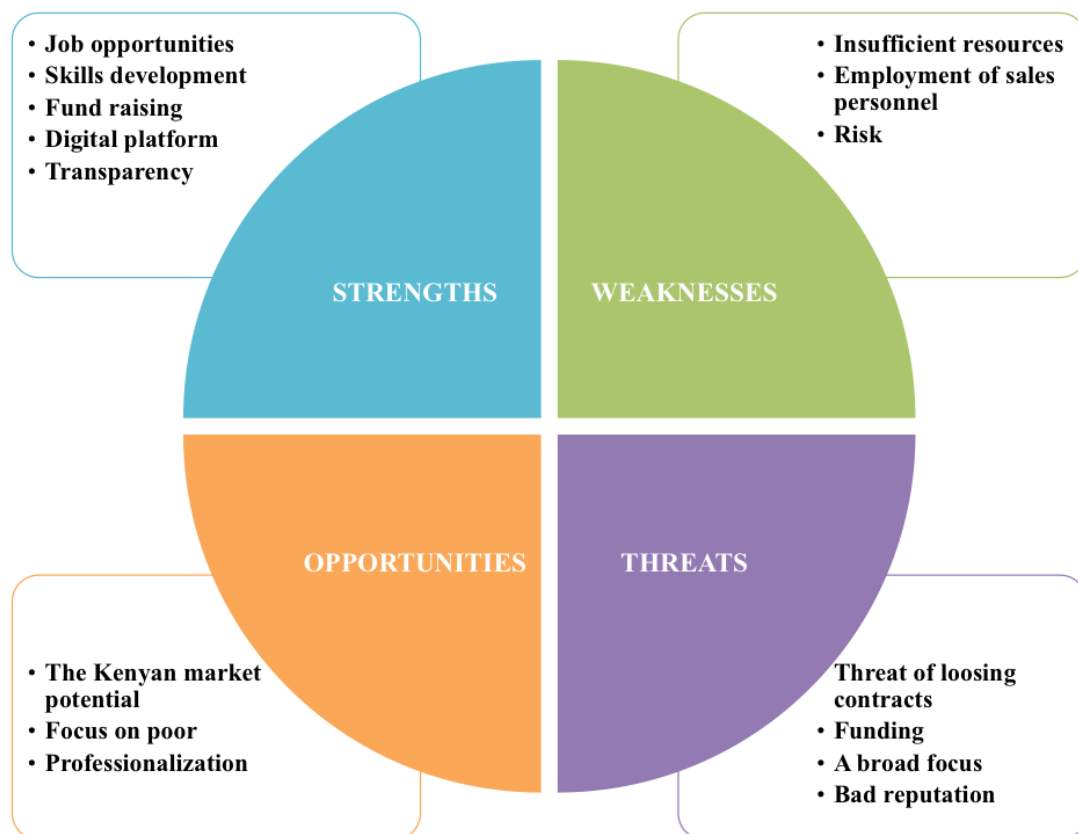 • Job opportunities
• Skills development
• Fund raising
• Digital platform
• Transparency
• Insufficient resources
• Employment of sales
personnel
• Risk
STRENGTHS
WEAKNESSES
OPPORTUNITIES
THREATS
• The Kenyan market
potential
• Focus on poor
• Professionalization
Threat of loosing
contracts
• Funding
• A broad focus
• Bad reputation